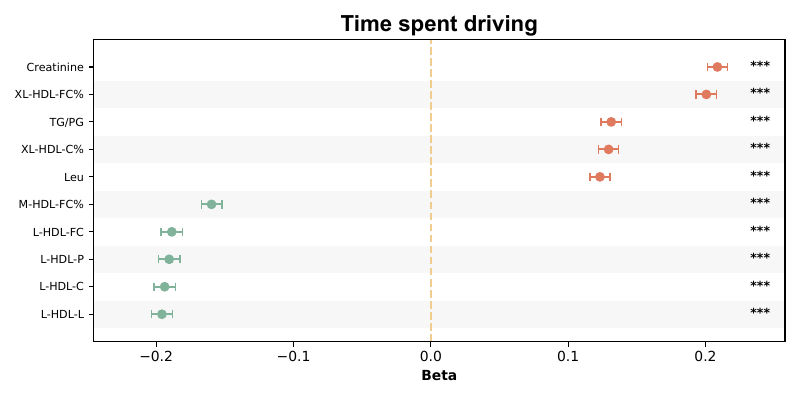 Time spent driving
Creatinine ***
XL-HDL-FC% ***
TG/PG ***
XL-HDL-C% ***
Leu ***
M-HDL-FC% ***
L-HDL-FC ***
L-HDL-P ***
L-HDL-C ***
L-HDL-L ***
−0.2 −0.1 0.0 0.1 0.2
Beta